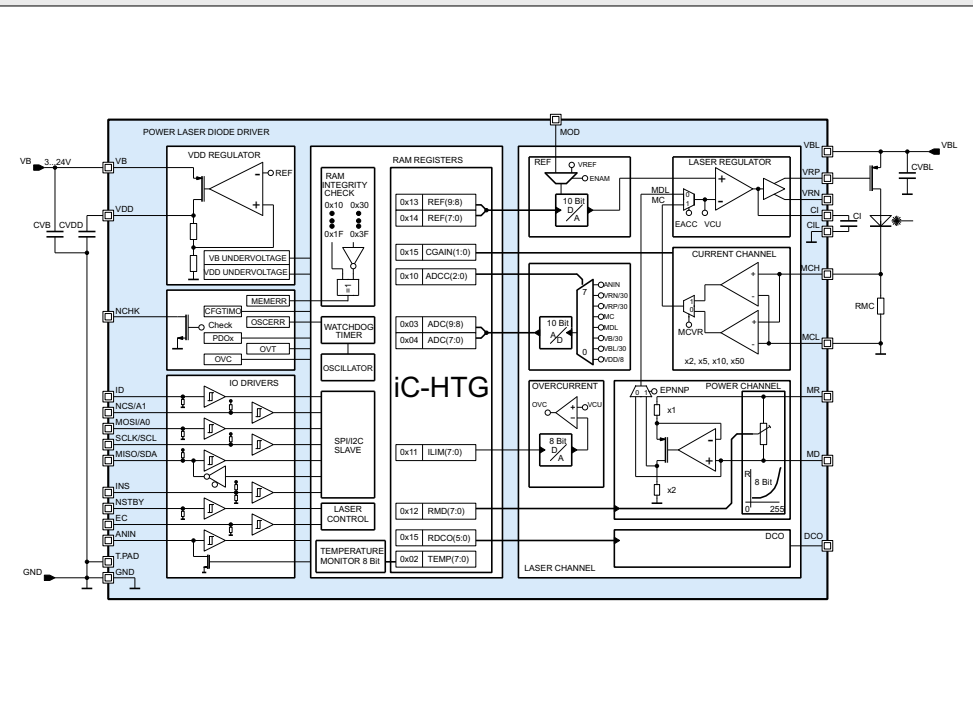 POWER LASER DIODE DRIVER
MOD
VB
3...24V
VB
VDD
CVB
CVDD
VDD REGULATOR
REF
VB UNDERVOLTAGE
VDD UNDERVOLTAGE
NCHK
MEMERR
CFGTIMO
Check
OSCERR
PDOx
OVT
OVC
IO DRIVERS
ID
NCS/A1
MOSI/A0
SCLK/SCL
MISO/SDA
INS
NSTBY
EC
ANIN
T.PAD
GND
GND
RAM
INTEGRITY
CHECK
0x10 0x30
0x1F 0x3F
=1
WATCHDOG
TIMER
OSCILLATOR
SPI/I2C
SLAVE
LASER
CONTROL
TEMPERATURE
MONITOR 8 Bit
RAM REGISTERS
0x13 REF(9:8)
0x14 REF(7:0)
0x15 CGAIN(1:0)
0x10 ADCC(2:0)
0x03 ADC(9:8)
0x04 ADC(7:0)
iC-HTG
0x11 ILIM(7:0)
0x12 RMD(7:0)
0x15 RDCO(5:0)
0x02 TEMP(7:0)
REF
VREF
ENAM
10 Bit
D
A
7
0
10 Bit
A
D
ANIN
VRN/30
VRP/30
MC
MDL
VB/30
VBL/30
VDD/8
OVERCURRENT
OVC
VCU
+
-
8 Bit
D
A
LASER REGULATOR
MDL
MC
0
1
EACC
VCU
+
-
CURRENT CHANNEL
+
-
+
-
1
0
MCVR
x2, x5, x10, x50
POWER CHANNEL
0 1
EPNNP
x1
x2
-
+
R
8 Bit
0 255
DCO
LASER CHANNEL
VBL
VRP
VRN
CI
CIL
MCH
MCL
MR
MD
DCO
VBL
CVBL
CI
RMC